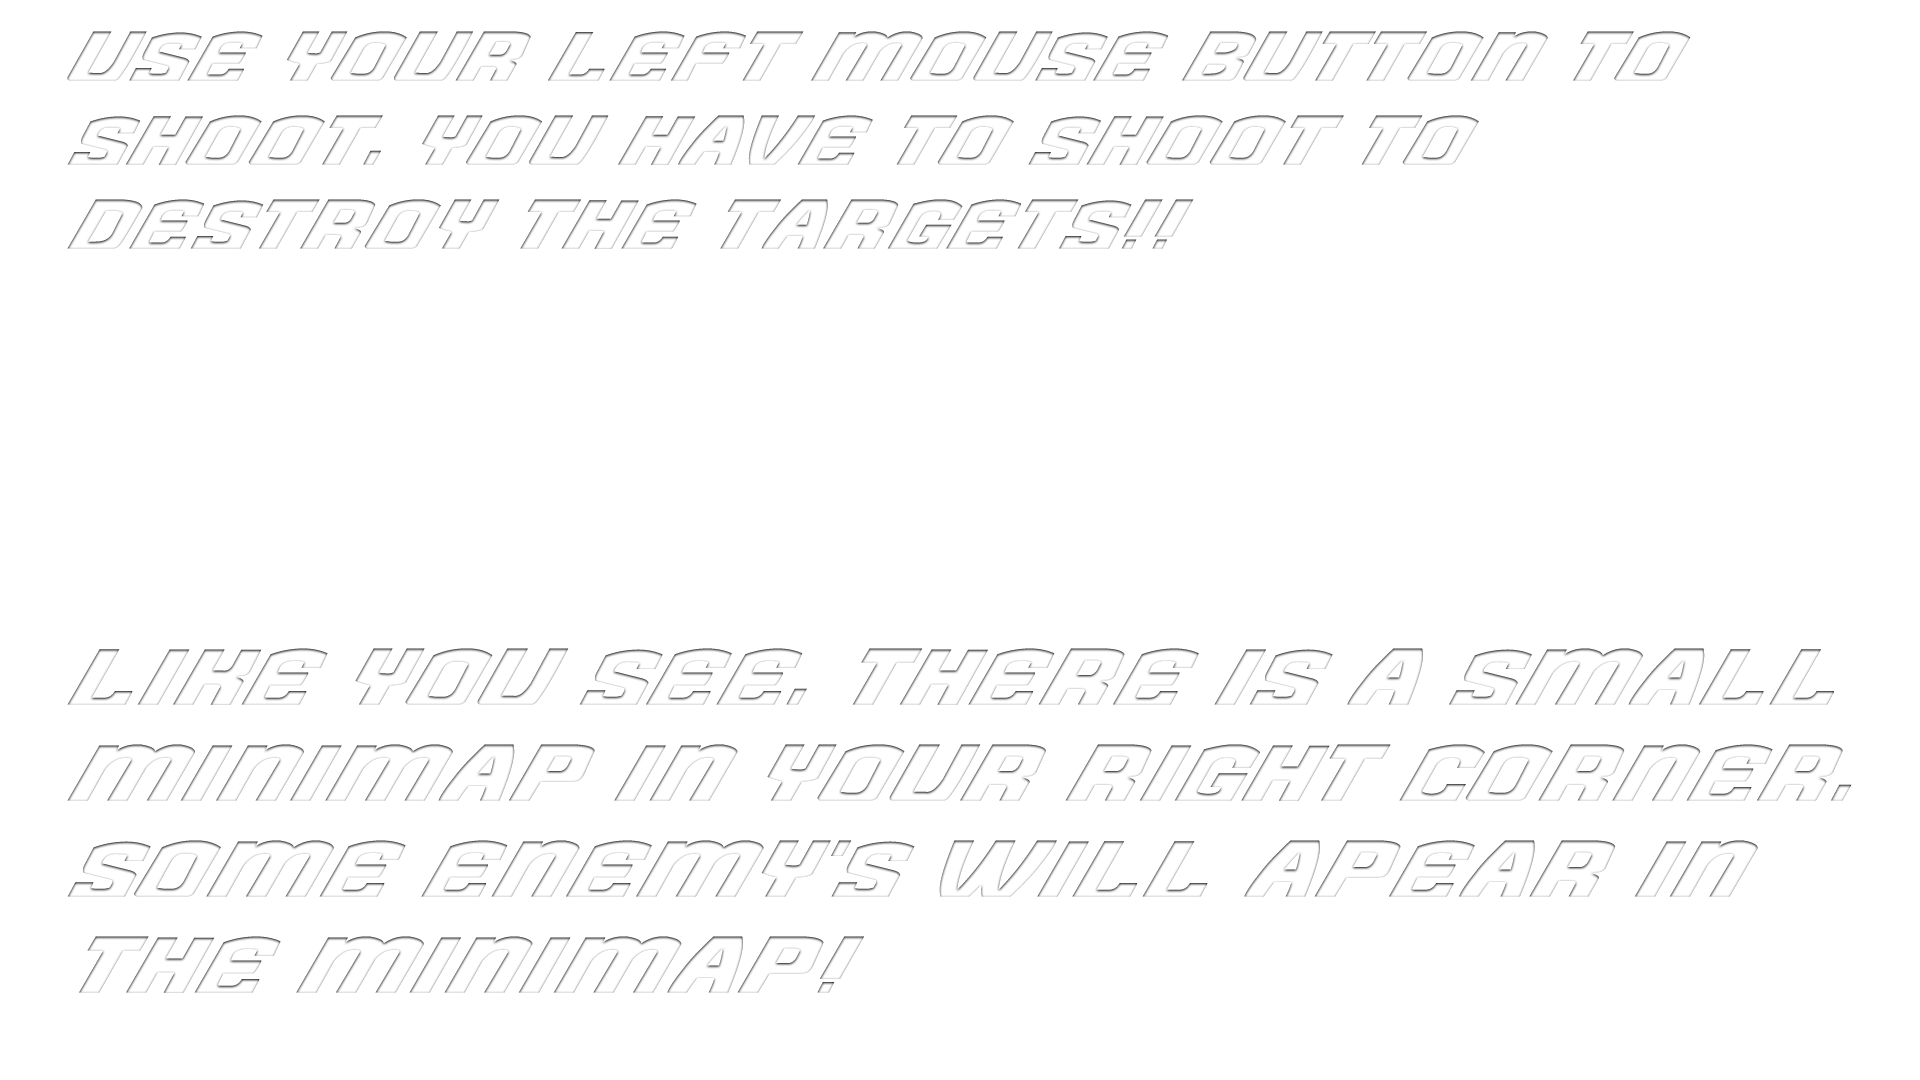 USE YOUR LEFT MOUSE BUTTON TO
SHOOT. YOU HAVE TO SHOOT TO
DESTROY THE TARGETS!!
LIKE YOU SEE. THERE IS A SMALL
MINIMAP IN YOUR RIGHT CORNER.
SOME ENEMY'S WILL APEAR IN
THE MINIMAP!